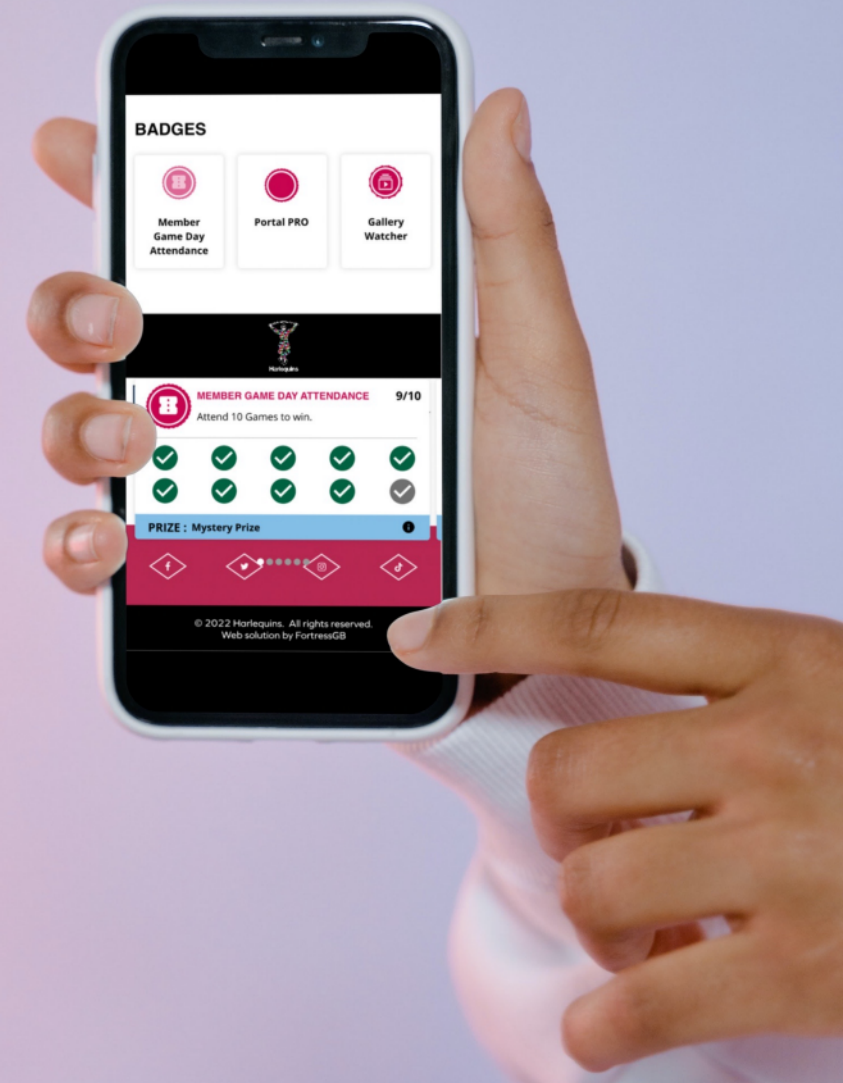 BADGES
Member
Game Day
Attendance
Portal PRO
Gallery
Watcher
Harlequins
MEMBER GAME DAY ATTENDANCE 9/10
Attend 10 Games to win.
PRIZE : Mystery Prize
© 2022 Harlequins. All rights reserved.
Web solution by FortressGB